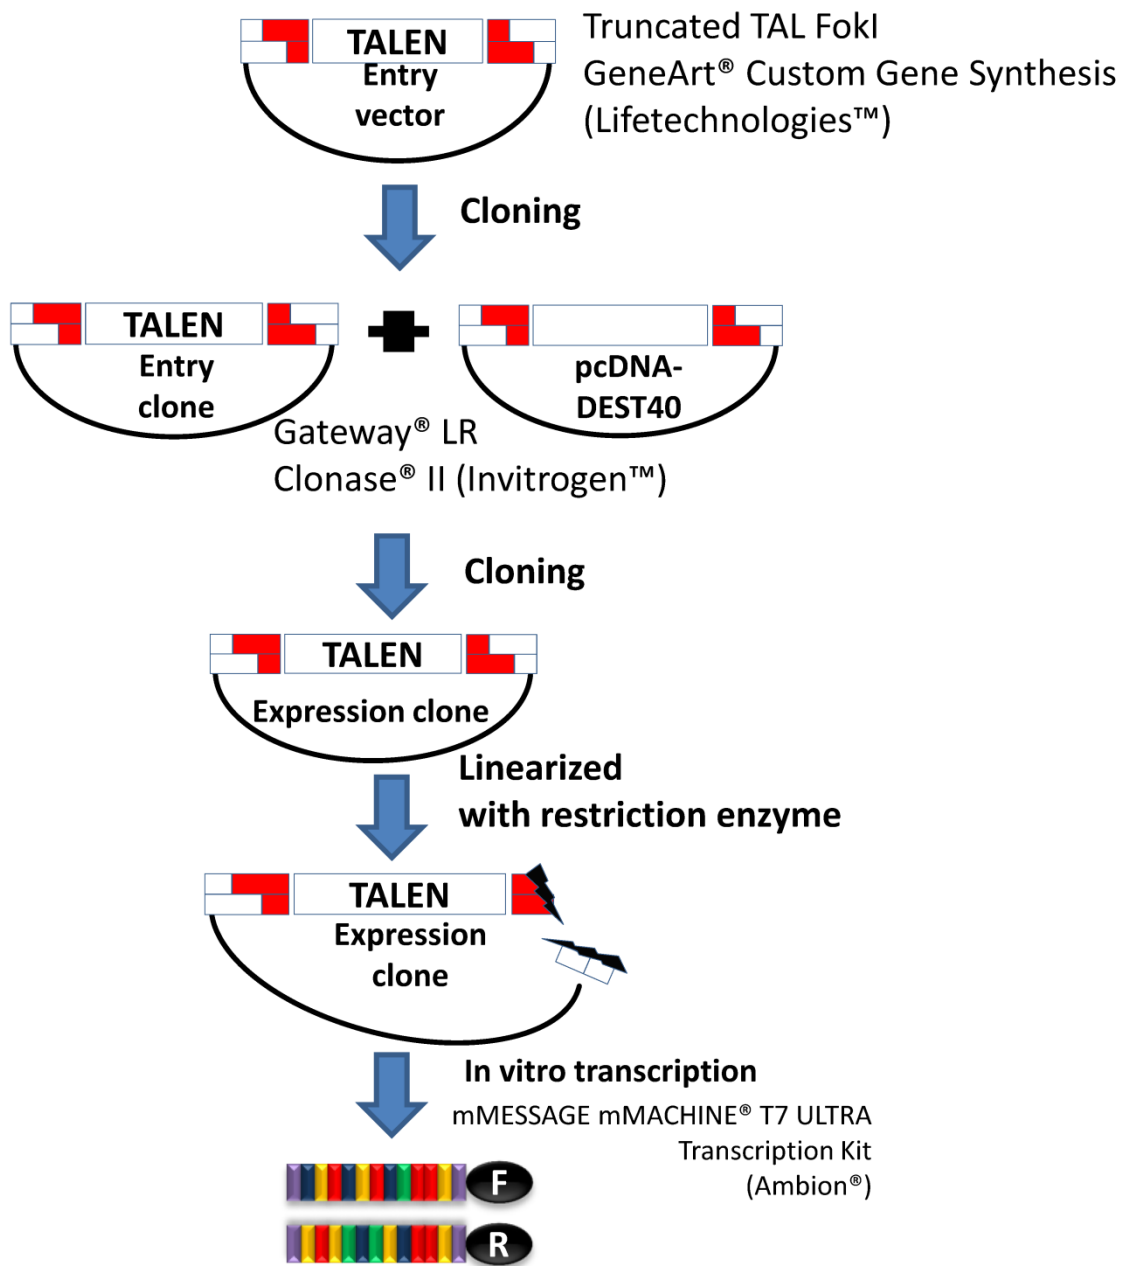 TALEN
Entry
vector
Truncated TAL FokI
GeneArt® Custom Gene Synthesis
(Lifetechnologies™)
Cloning
TALEN
Entry
clone
pcDNA-
DEST40
Gateway® LR
Clonase® II (Invitrogen™)
Cloning
TALEN
Expression clone
Linearized
with restriction enzyme
TALEN
Expression
clone
In vitro transcription
mMESSAGE mMACHINE® T7 ULTRA
Transcription Kit
(Ambion®)
F
R